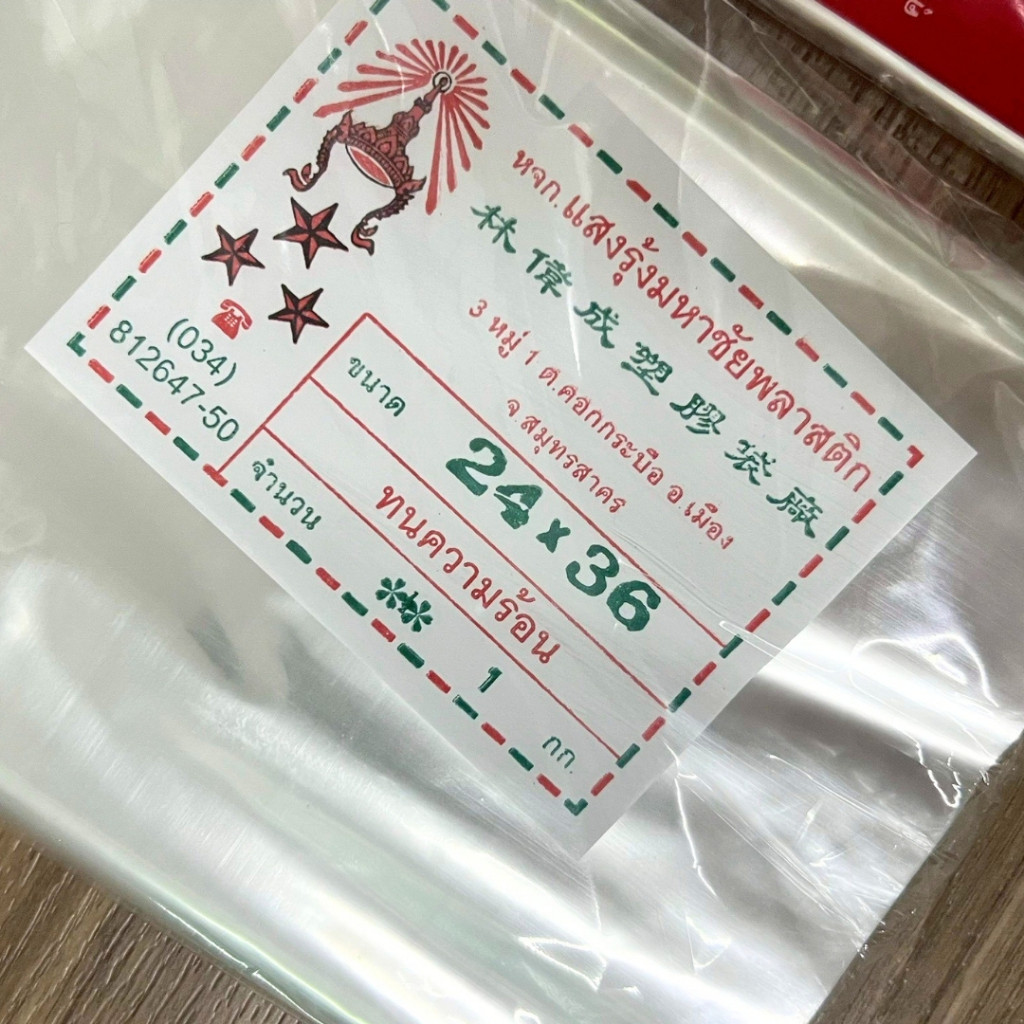 หจก.แสงรุ้งมหาชัยพลาสติก
林偉成塑膠袋廠
3 หมู่ 1 ต.คอกกระบือ อ.เมือง
จ.สมุทรสาคร
(034)
812647-50
ขนาด 24 x 36
ทนความร้อน
จำนวน 1 กก.